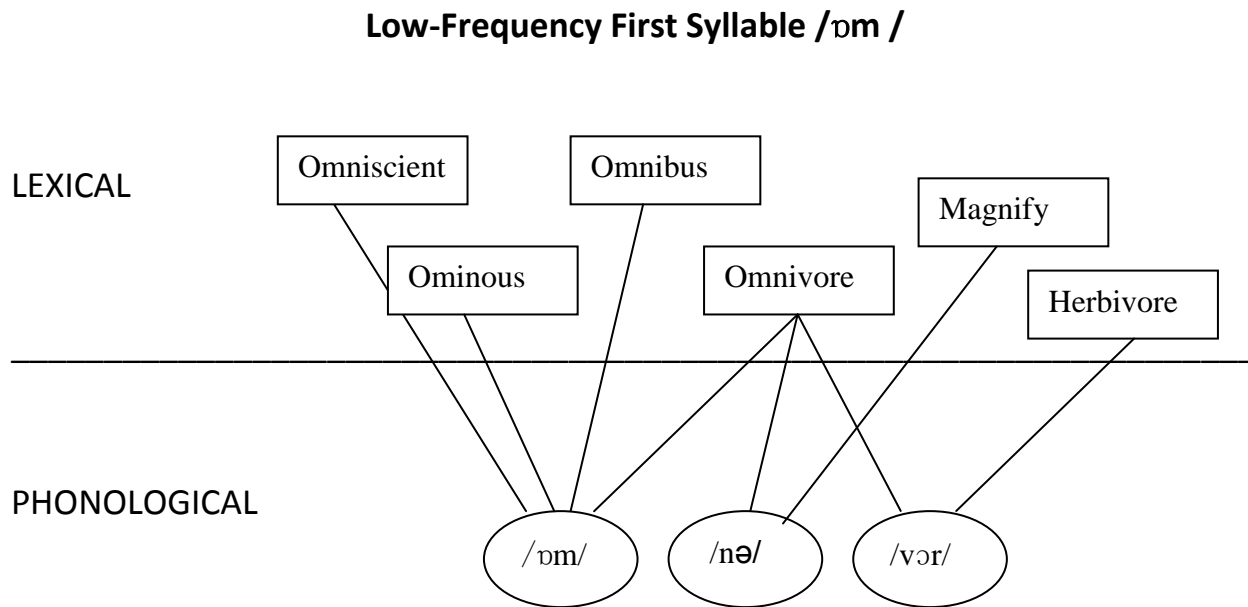 Low-Frequency First Syllable /ɒm /
Omniscient
Omnibus
LEXICAL
Magnify
Ominous
Omnivore
Herbivore
PHONOLOGICAL
/ɒm/
/nə/
/vɔr/